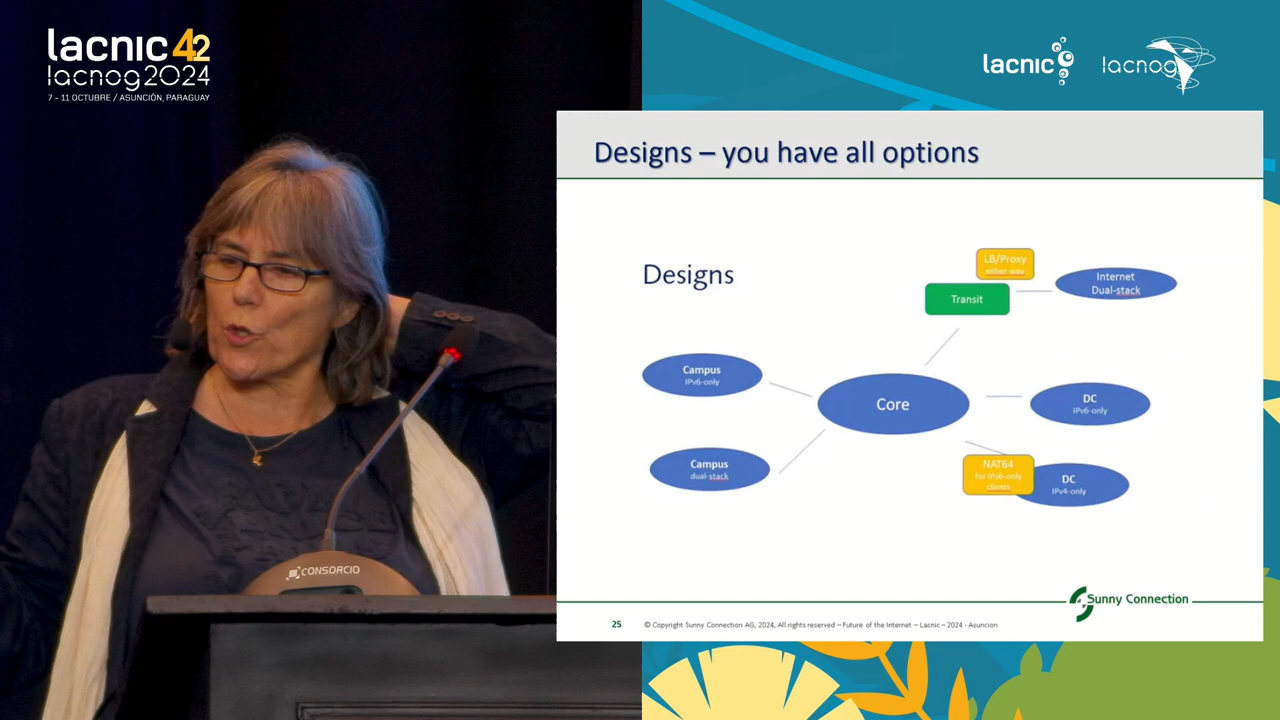 lacnic 42
lacnog2024
7 - 11 OCTUBRE / ASUNCIÓN, PARAGUAY
lacnic
lacnog
Designs – you have all options
Designs
LB/Proxy
either way
Transit
Internet
Dual-stack
Campus
IPv6-only
Core
DC
IPv6-only
Campus
dual-stack
NAT64
for IPv6-only
clients
DC
IPv4-only
CONSORCIO
Sunny Connection
25
© Copyright Sunny Connection AG, 2024, All rights reserved – Future of the Internet – Lacnic – 2024 - Asuncion